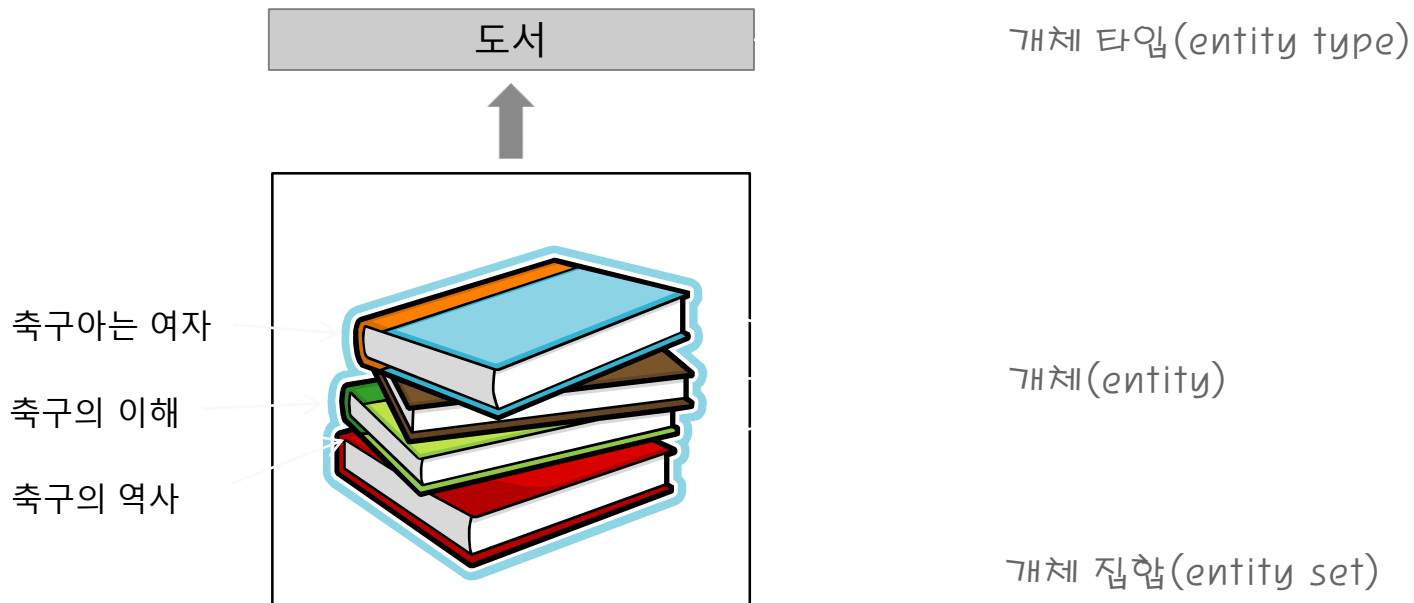 도서
개체 타입(entity type)
축구아는 여자
축구의 이해
개체(entity)
축구의 역사
개체 집합(entity set)